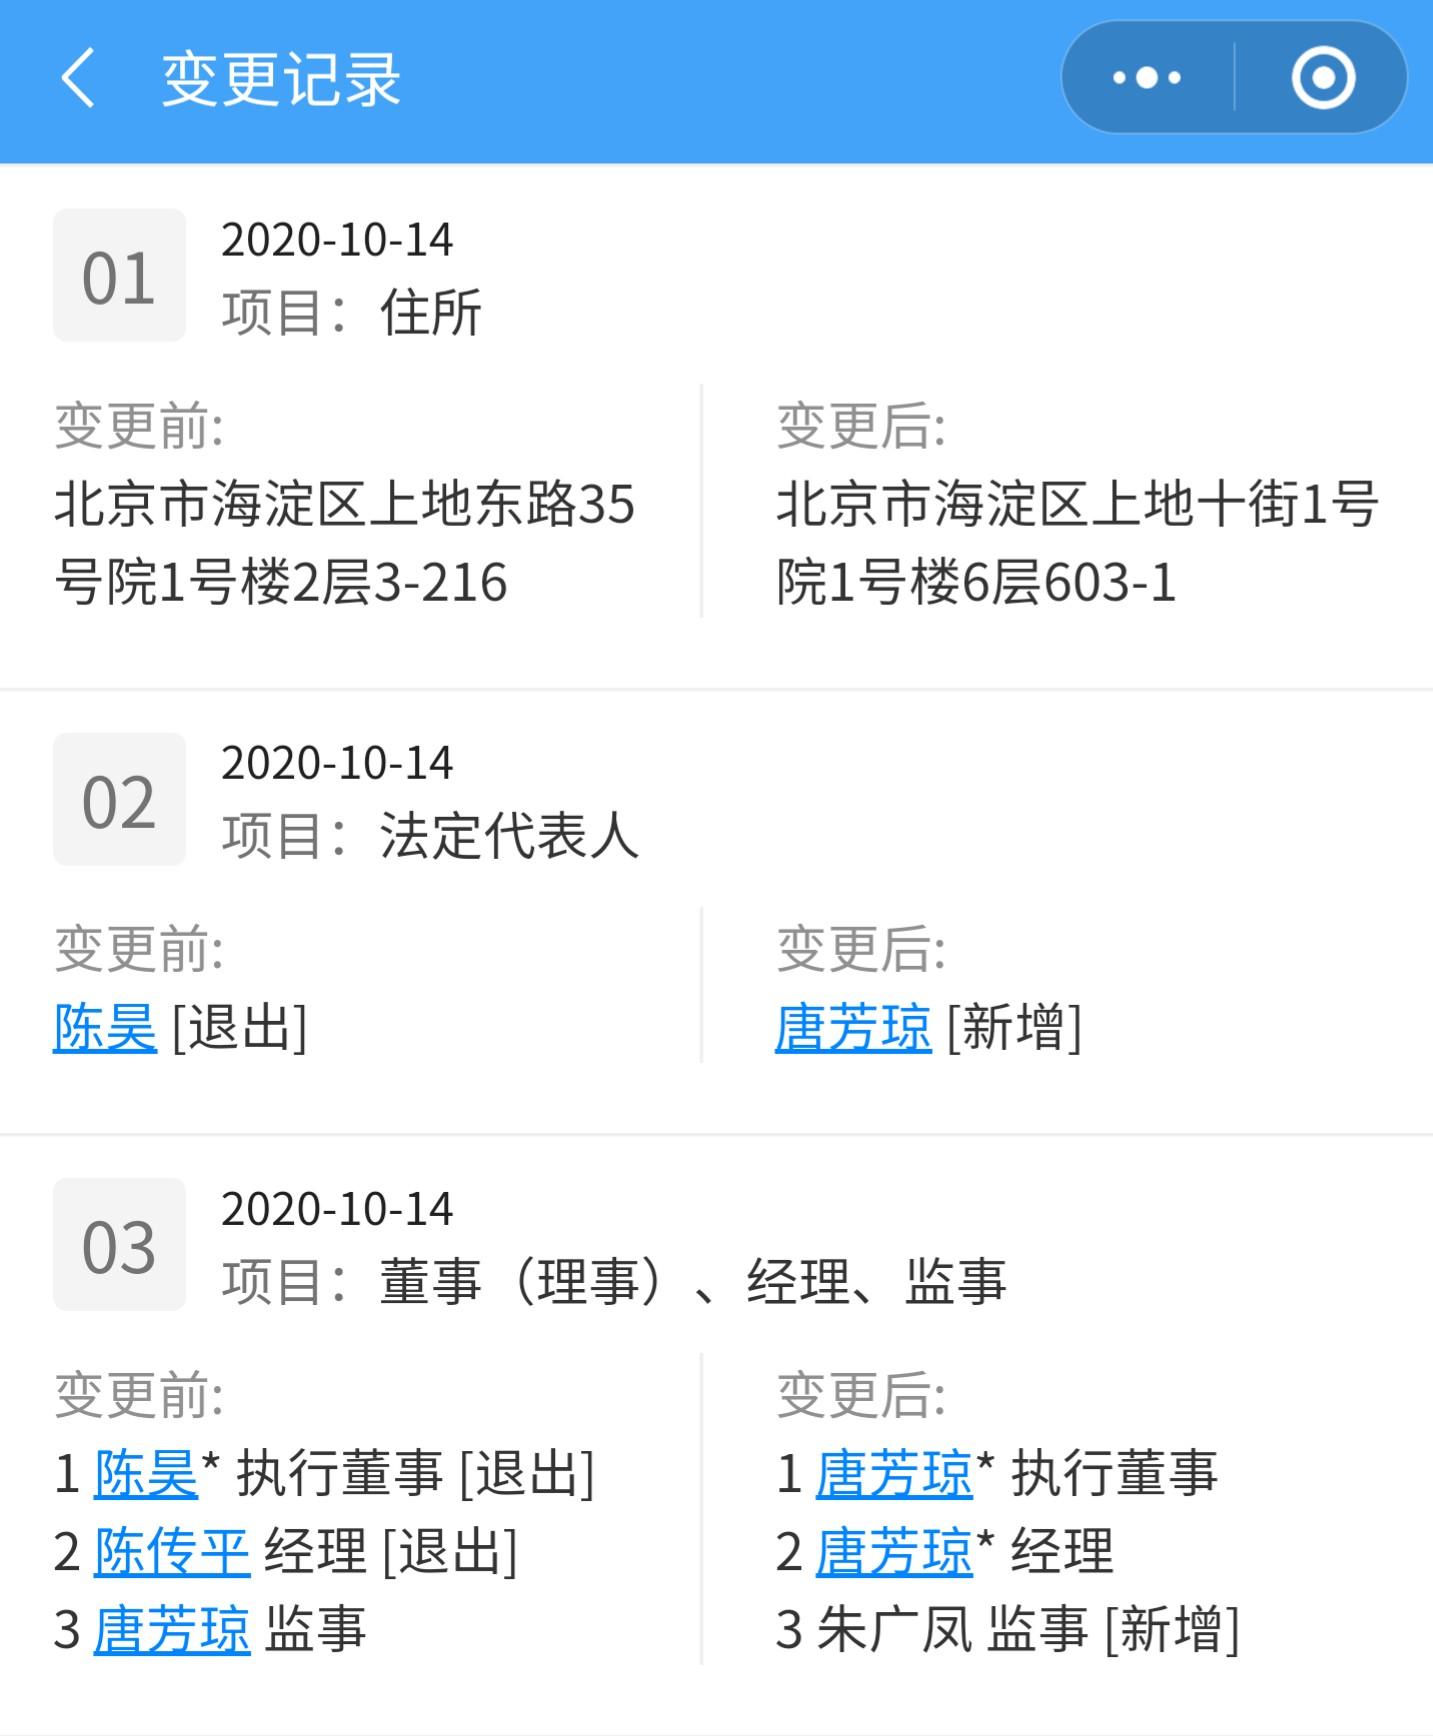 变更记录
01
2020-10-14
项目：住所
变更前:
北京市海淀区上地东路35
号院1号楼2层3-216
变更后:
北京市海淀区上地十街1号
院1号楼6层603-1
02
2020-10-14
项目：法定代表人
变更前:
陈昊 [退出]
变更后:
唐芳琼 [新增]
03
2020-10-14
项目：董事（理事）、经理、监事
变更前:
1 陈昊* 执行董事 [退出]
2 陈传平 经理 [退出]
3 唐芳琼 监事
变更后:
1 唐芳琼* 执行董事
2 唐芳琼* 经理
3 朱广凤 监事 [新增]